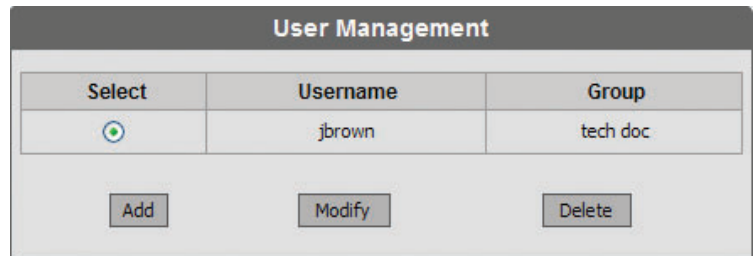 User Management
Select Username Group
jbrown tech doc
Add Modify Delete